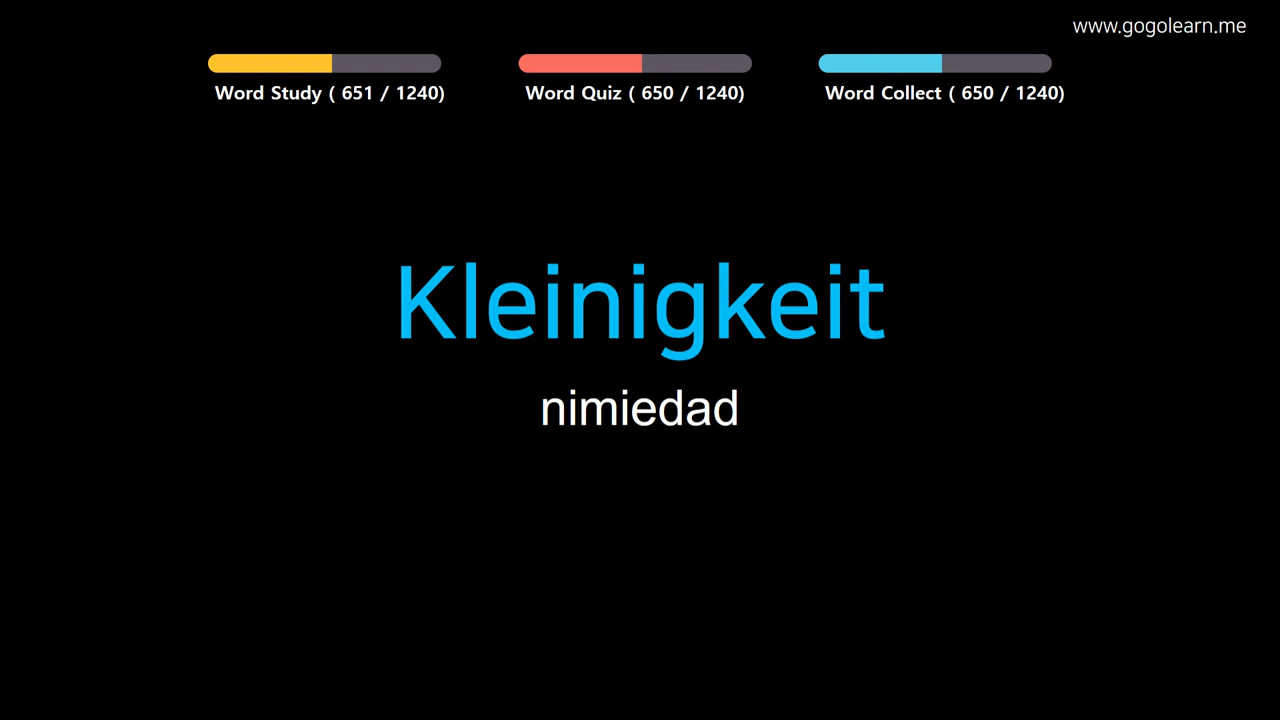 www.gogolearn.me
Word Study ( 651 / 1240)
Word Quiz ( 650 / 1240)
Word Collect ( 650 / 1240)
Kleinigkeit
nimiedad